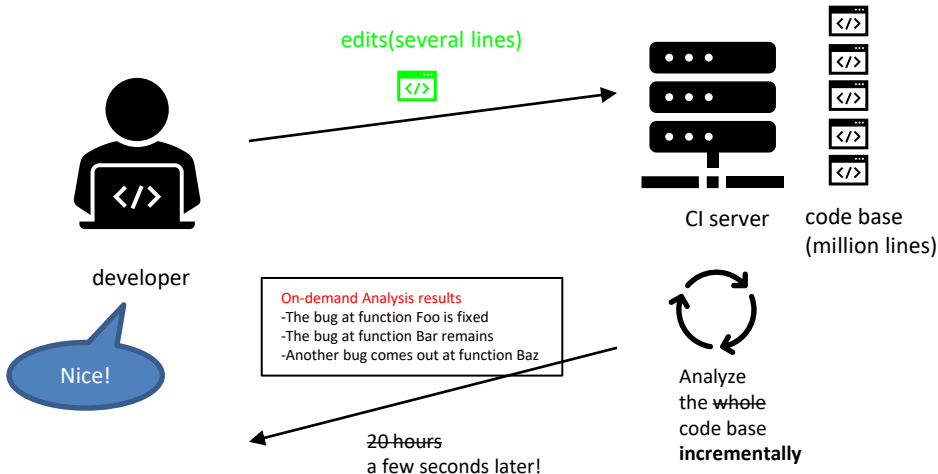 edits(several lines)
</>
</>
</>
</>
</>
</>
</>
</>
CI server
code base
(million lines)
developer
On-demand Analysis results
-The bug at function Foo is fixed
-The bug at function Bar remains
-Another bug comes out at function Baz
Nice!
Analyze
the whole
code base
incrementally
20 hours
a few seconds later!